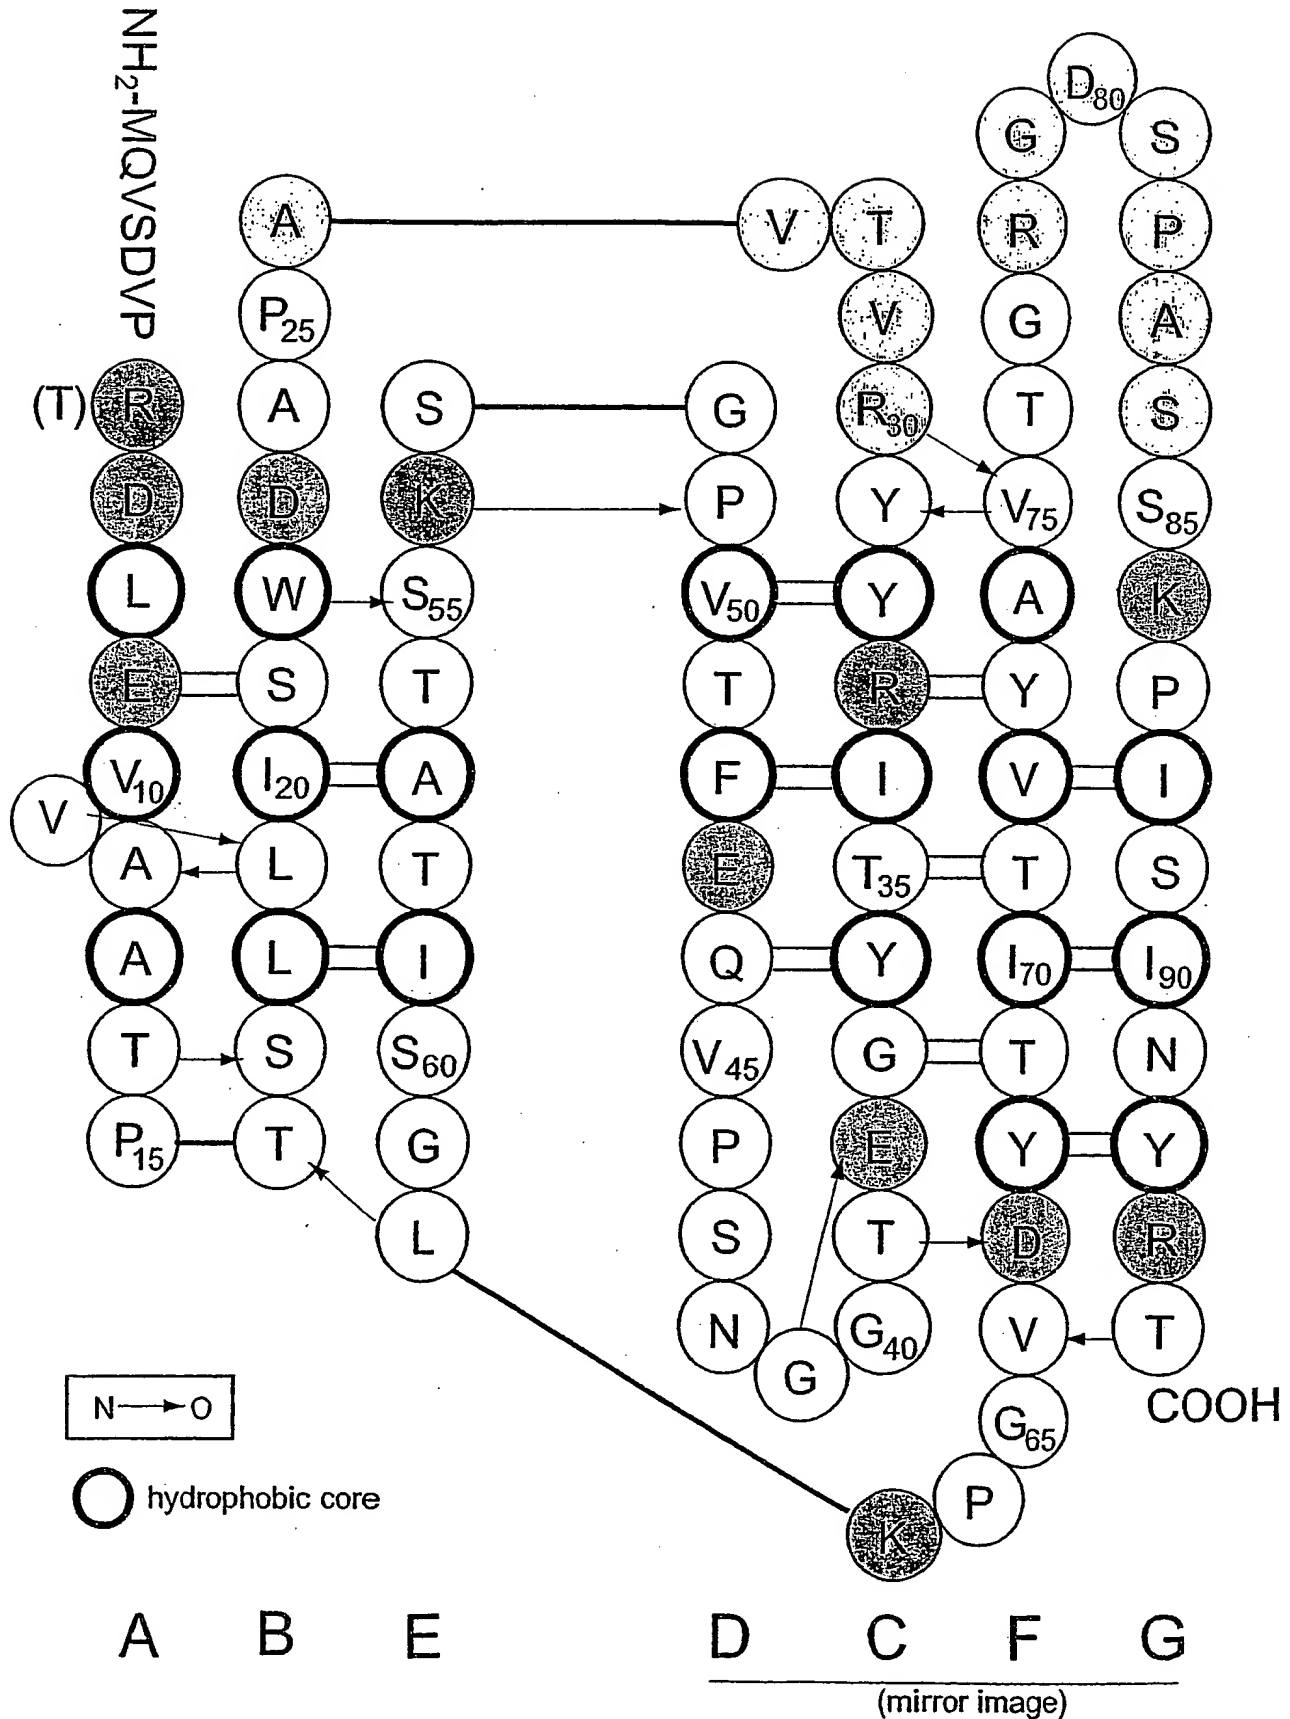 NH2-MQVSDVP
(T) R D L E V10 V A A T P15
A P25 A D W S I20 L L S T
S K S55 T A T I S60 G L
G P V50 T F E Q V45 P S N G
V T V R30 Y Y R I T35 Y G E T G40
D80 G R G T V75 A Y V T I70 T Y D V G65 P K
S P A S S85 K P I S I90 N Y R T
COOH
N O
hydrophobic core
A B E D C F G
(mirror image)